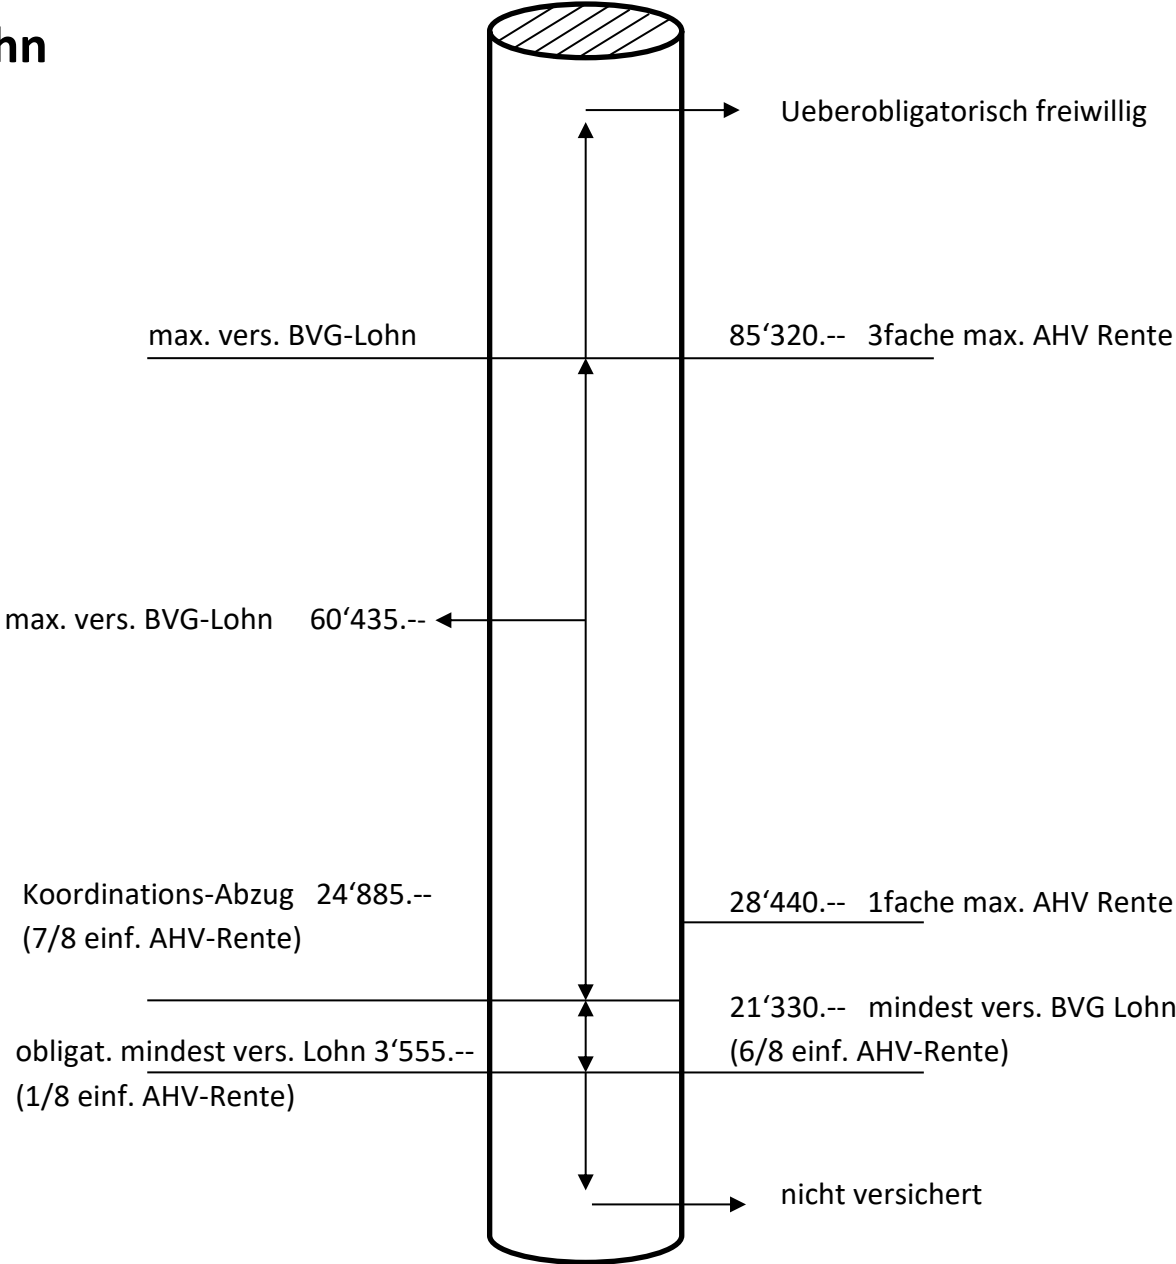 hn
Ueberobligatorisch freiwillig
max. vers. BVG-Lohn
85‘320.-- 3fache max. AHV Rente
max. vers. BVG-Lohn 60‘435.--
Koordinations-Abzug 24‘885.--
(7/8 einf. AHV-Rente)
28‘440.-- 1fache max. AHV Rente
21‘330.-- mindest vers. BVG Lohn
(6/8 einf. AHV-Rente)
obligat. mindest vers. Lohn 3‘555.--
(1/8 einf. AHV-Rente)
nicht versichert